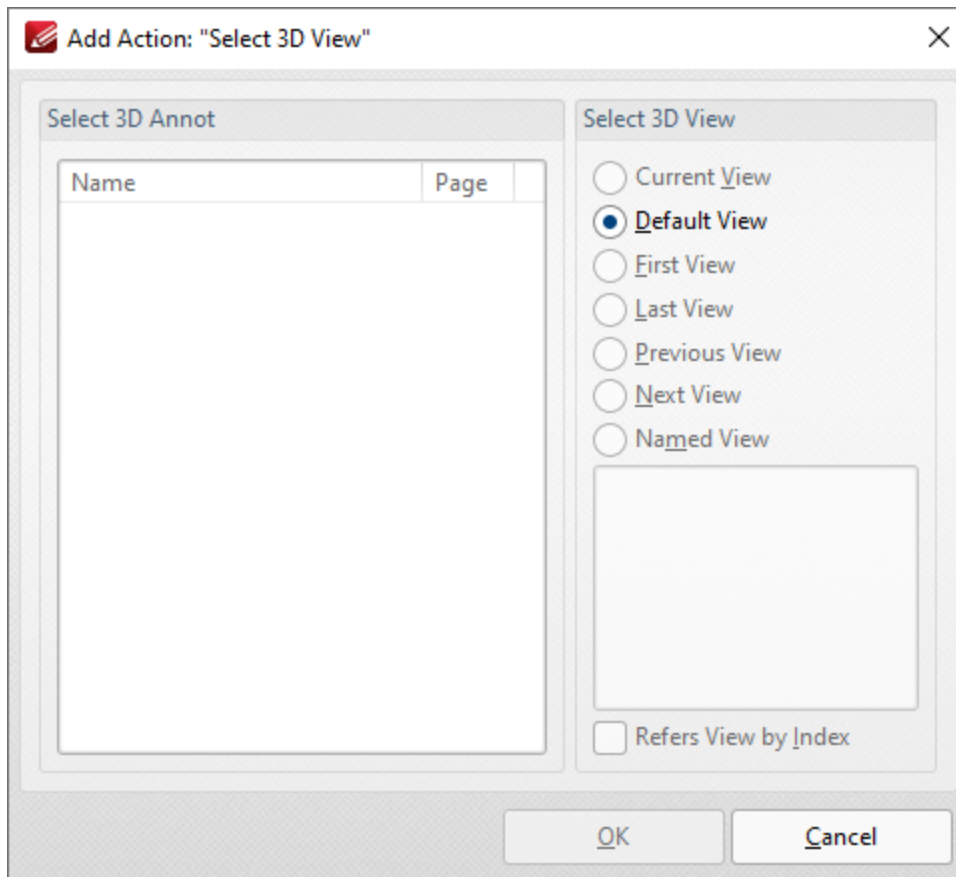 Add Action: "Select 3D View"
Select 3D Annot
Name Page
Select 3D View
Current View
Default View
First View
Last View
Previous View
Next View
Named View
Refers View by Index
OK Cancel